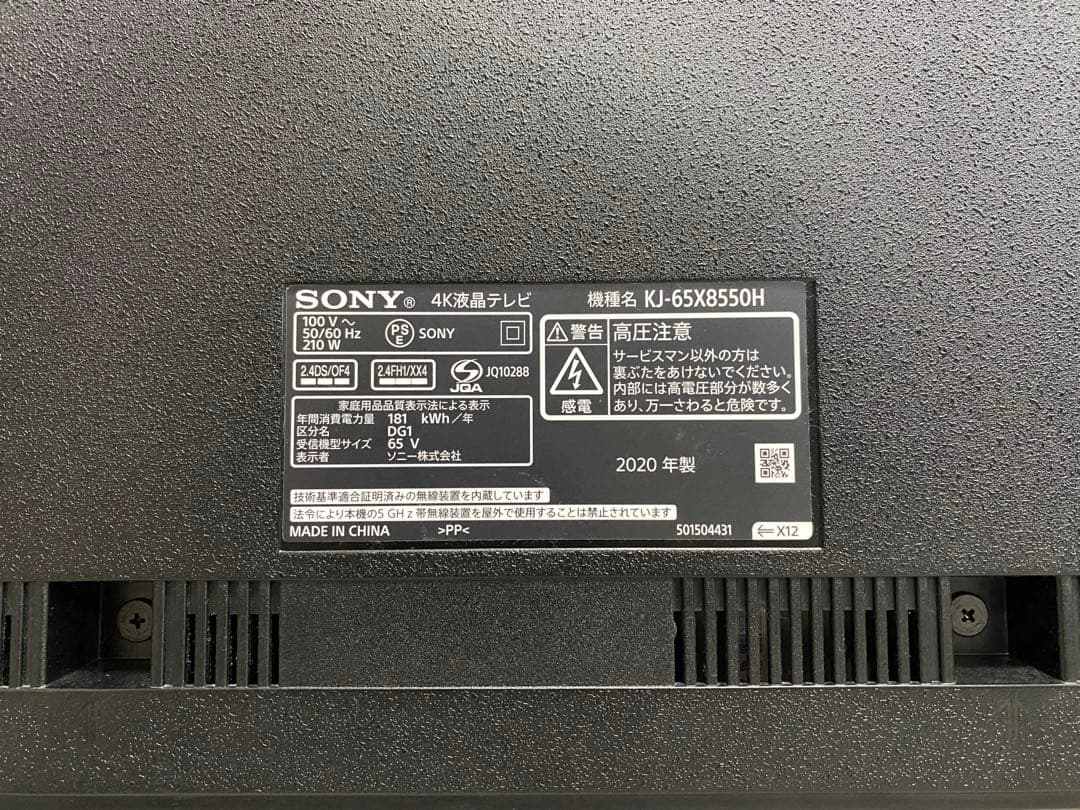 SONY® 4K液晶テレビ 機種名 KJ-65X8550H
100 V ~
50/60 Hz
210 W
PS
E
SONY
2.4DS/OF4
2.4FH1/XX4
JQA
JQ10288
家庭用品品質表示法による表示
年間消費電力量 181 kWh/年
区分名 DG1
受信機型サイズ 65 V
表示者 ソニー株式会社
警告
感電
高圧注意
サービスマン以外の方は
裏ぶたをあけないでください。
内部には高電圧部分が数多く
あり、万一さわると危険です。
2020 年製
技術基準適合証明済みの無線装置を内蔵しています
法令により本機の5 GHz帯無線装置を屋外で使用することは禁止されています
MADE IN CHINA >PP< 501504431 X12